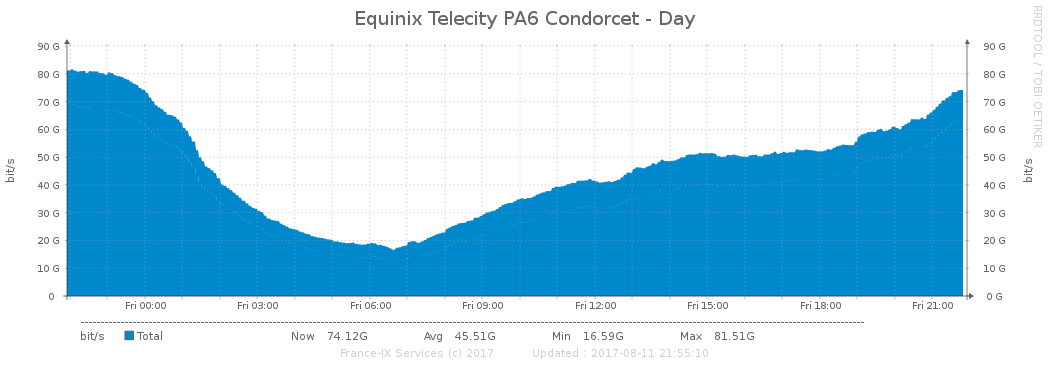 Equinix Telecity PA6 Condorcet - Day
RRDTOOL / TOBI OETIKER
bit/s
90 G
80 G
70 G
60 G
50 G
40 G
30 G
20 G
10 G
0
90 G
80 G
70 G
60 G
50 G
40 G
30 G
20 G
10 G
0 G
bit/s
Fri 00:00 Fri 03:00 Fri 06:00 Fri 09:00 Fri 12:00 Fri 15:00 Fri 18:00 Fri 21:00
bit/s Total Now 74.12G Avg 45.51G Min 16.59G Max 81.51G
France-IX Services (c) 2017 Updated : 2017-08-11 21:55:10